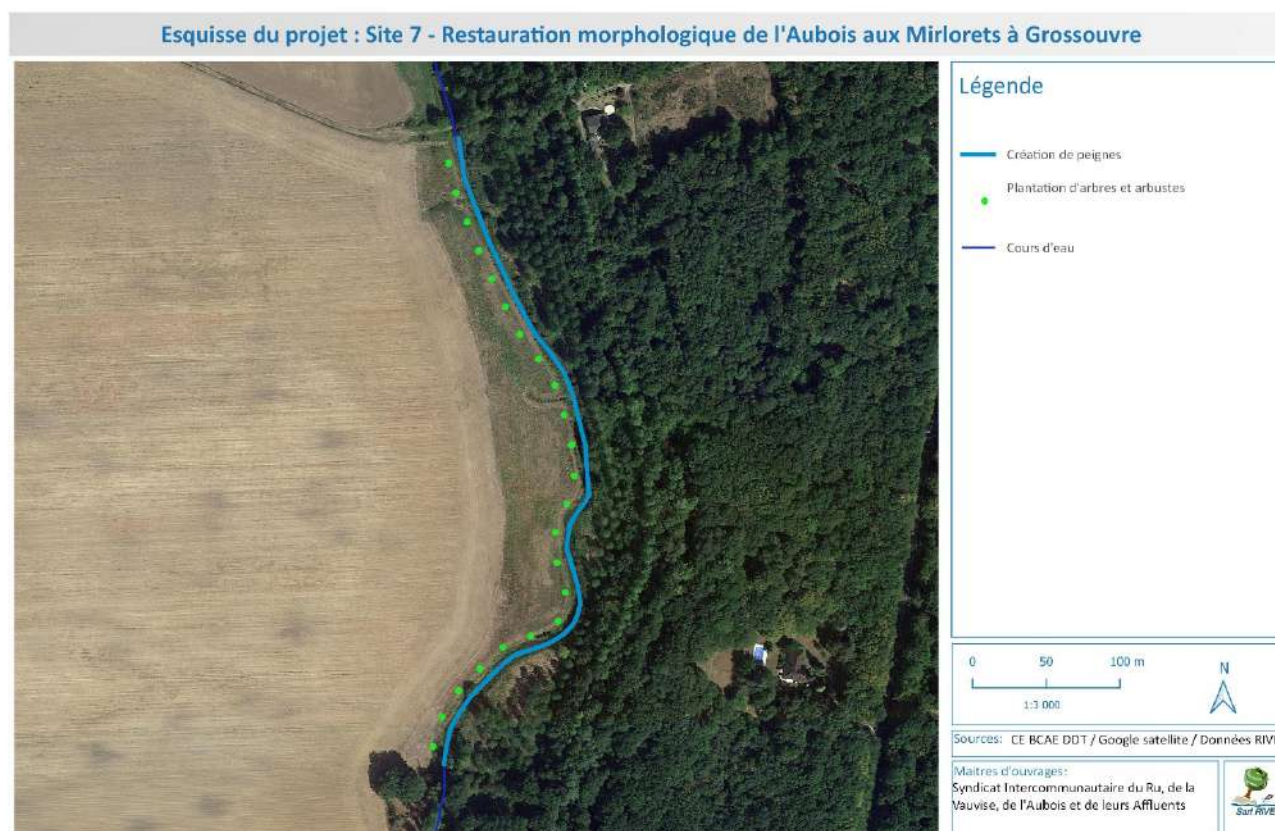 Esquisse du projet : Site 7 - Restauration morphologique de l'Aubois aux Mirlorets à Grossouvre
Légende
Création de peignes
Plantation d'arbres et arbustes
Cours d'eau
0 50 100 m
N
1:3 000
Sources: CE BCAE DDT / Google satellite / Données RIVE
Maitres d'ouvrages:
Syndicat Intercommunautaire du Ru, de la
Vauvise, de l'Aubois et de leurs Affluents